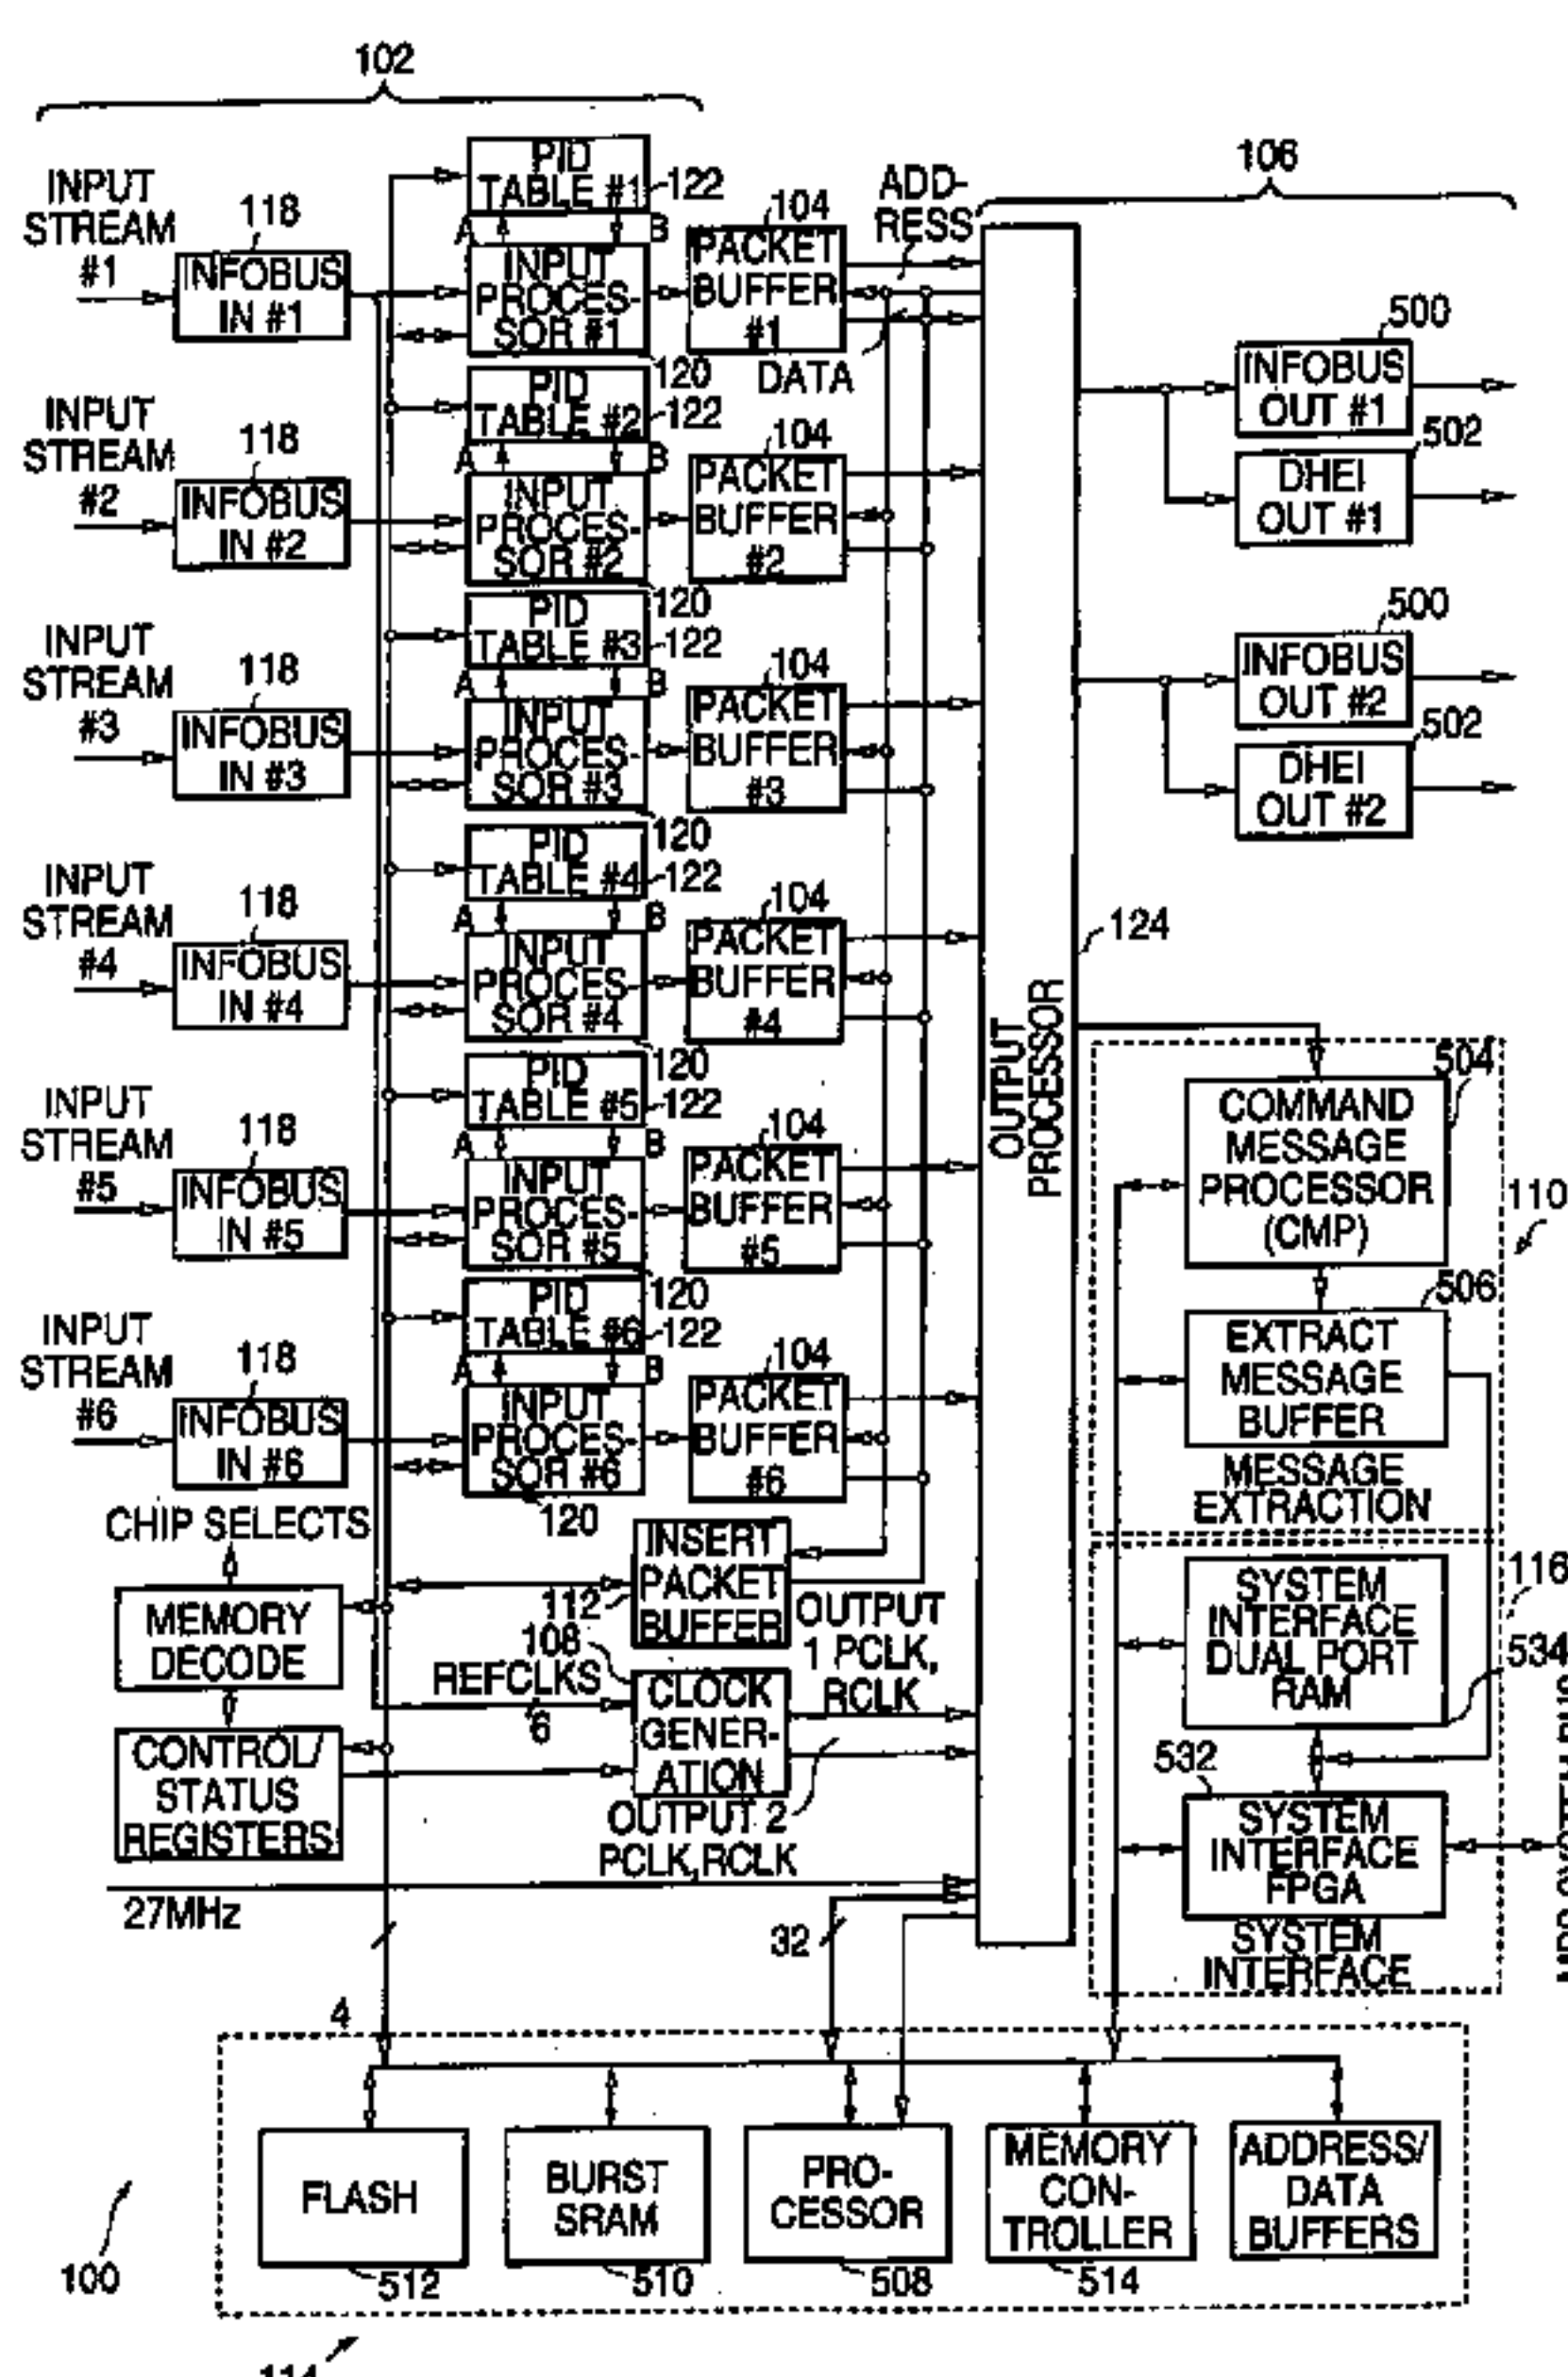 102
106
INPUT
STREAM
#1
118
INFOBUS
IN #1
PID
TABLE #1
122
A
B
INPUT
PROCES-
SOR #1
120
104
PACKET
BUFFER
#1
ADD-
RESS
DATA
INPUT
STREAM
#2
118
INFOBUS
IN #2
PID
TABLE #2
122
A
B
INPUT
PROCES-
SOR #2
120
104
PACKET
BUFFER
#2
INPUT
STREAM
#3
118
INFOBUS
IN #3
PID
TABLE #3
122
A
B
INPUT
PROCES-
SOR #3
120
104
PACKET
BUFFER
#3
INPUT
STREAM
#4
118
INFOBUS
IN #4
PID
TABLE #4
122
A
B
INPUT
PROCES-
SOR #4
120
104
PACKET
BUFFER
#4
INPUT
STREAM
#5
118
INFOBUS
IN #5
PID
TABLE #5
122
A
B
INPUT
PROCES-
SOR #5
120
104
PACKET
BUFFER
#5
INPUT
STREAM
#6
118
INFOBUS
IN #6
PID
TABLE #6
122
A
B
INPUT
PROCES-
SOR #6
120
104
PACKET
BUFFER
#6
OUTPUT
PROCESSOR
124
500
INFOBUS
OUT #1
502
DHEI
OUT #1
500
INFOBUS
OUT #2
502
DHEI
OUT #2
504
COMMAND
MESSAGE
PROCESSOR
(CMP)
110
506
EXTRACT
MESSAGE
BUFFER
MESSAGE
EXTRACTION
116
SYSTEM
INTERFACE
DUAL PORT
RAM
534
532
SYSTEM
INTERFACE
FPGA
SYSTEM
INTERFACE
CHIP SELECTS
MEMORY
DECODE
CONTROL/
STATUS
REGISTERS
INSERT
PACKET
BUFFER
112
108
REFCLKS
6
CLOCK
GENER-
ATION
OUTPUT
1 PCLK,
RCLK
OUTPUT 2
PCLK,RCLK
27MHz
32
4
FLASH
512
BURST
SRAM
510
PRO-
CESSOR
508
MEMORY
CON-
TROLLER
514
ADDRESS/
DATA
BUFFERS
100
114